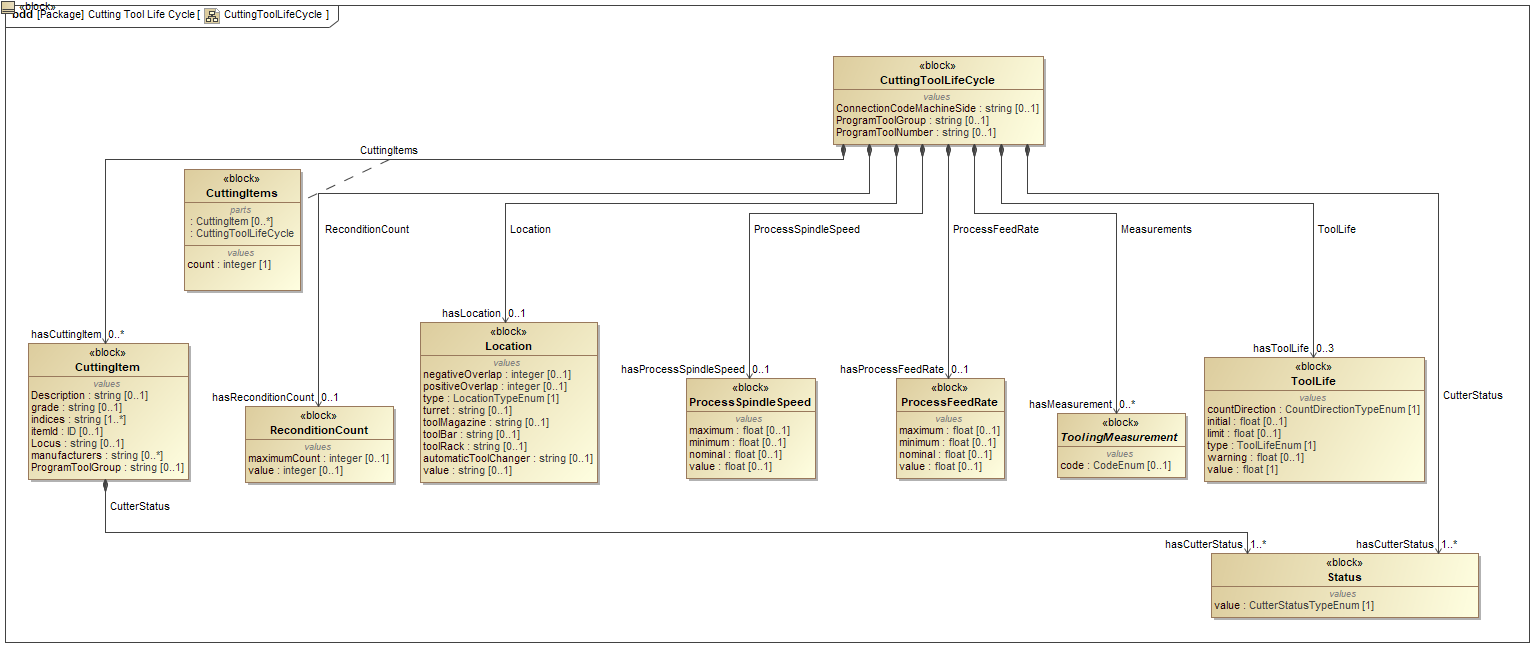 «block»
bdd [Package] Cutting Tool Life Cycle [ CuttingToolLifeCycle ]
«block»
CuttingToolLifeCycle
values
ConnectionCodeMachineSide : string [0..1]
ProgramToolGroup : string [0..1]
ProgramToolNumber : string [0..1]
CuttingItems
«block»
CuttingItems
parts
: CuttingItem [0..*]
: CuttingToolLifeCycle
values
count : integer [1]
ReconditionCount
Location
ProcessSpindleSpeed
ProcessFeedRate
Measurements
ToolLife
CutterStatus
hasCuttingItem 0..*
«block»
CuttingItem
values
Description : string [0..1]
grade : string [0..1]
indices : string [1..*]
itemId : ID [0..1]
Locus : string [0..1]
manufacturers : string [0..*]
ProgramToolGroup : string [0..1]
hasReconditionCount 0..1
«block»
ReconditionCount
values
maximumCount : integer [0..1]
value : integer [0..1]
hasLocation 0..1
«block»
Location
values
negativeOverlap : integer [0..1]
positiveOverlap : integer [0..1]
type : LocationTypeEnum [1]
turret : string [0..1]
toolMagazine : string [0..1]
toolBar : string [0..1]
toolRack : string [0..1]
automaticToolChanger : string [0..1]
value : string [0..1]
hasProcessSpindleSpeed 0..1
«block»
ProcessSpindleSpeed
values
maximum : float [0..1]
minimum : float [0..1]
nominal : float [0..1]
value : float [0..1]
hasProcessFeedRate 0..1
«block»
ProcessFeedRate
values
maximum : float [0..1]
minimum : float [0..1]
nominal : float [0..1]
value : float [0..1]
hasMeasurement 0..*
«block»
ToolingMeasurement
values
code : CodeEnum [0..1]
hasToolLife 0..3
«block»
ToolLife
values
countDirection : CountDirectionTypeEnum [1]
initial : float [0..1]
limit : float [0..1]
type : ToolLifeEnum [1]
warning : float [0..1]
value : float [1]
CutterStatus
hasCutterStatus 1..*
hasCutterStatus 1..*
«block»
Status
values
value : CutterStatusTypeEnum [1]